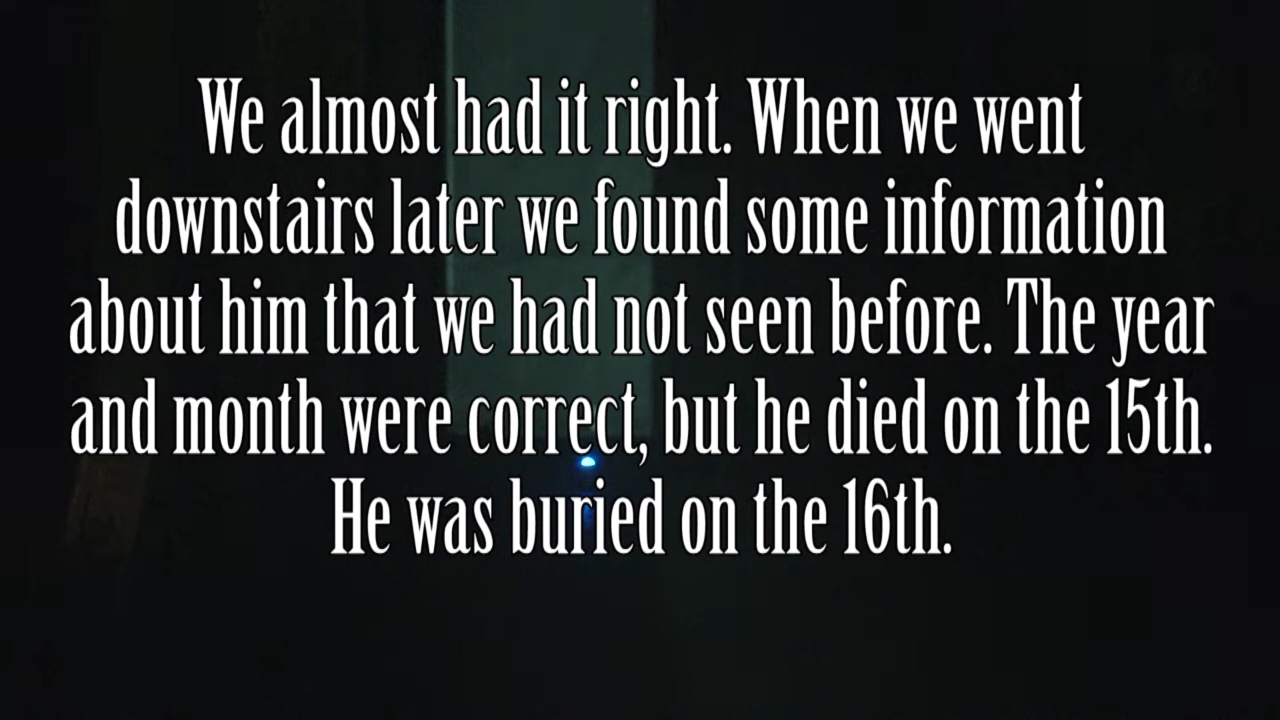 We almost had it right. When we went
downstairs later we found some information
about him that we had not seen before. The year
and month were correct, but he died on the 15th.
He was buried on the 16th.